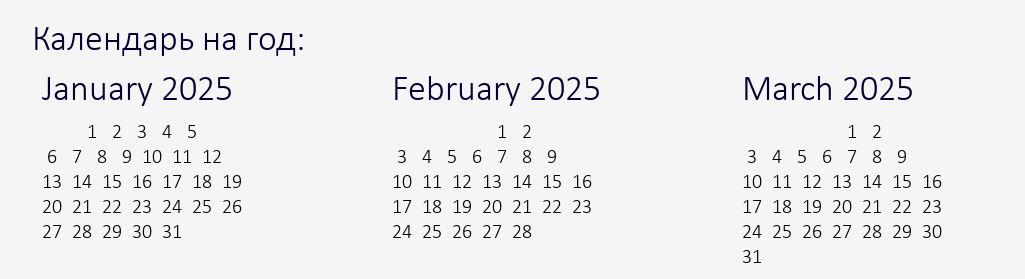 Календарь на год:
January 2025
1 2 3 4 5
6 7 8 9 10 11 12
13 14 15 16 17 18 19
20 21 22 23 24 25 26
27 28 29 30 31
February 2025
1 2
3 4 5 6 7 8 9
10 11 12 13 14 15 16
17 18 19 20 21 22 23
24 25 26 27 28
March 2025
1 2
3 4 5 6 7 8 9
10 11 12 13 14 15 16
17 18 19 20 21 22 23
24 25 26 27 28 29 30
31